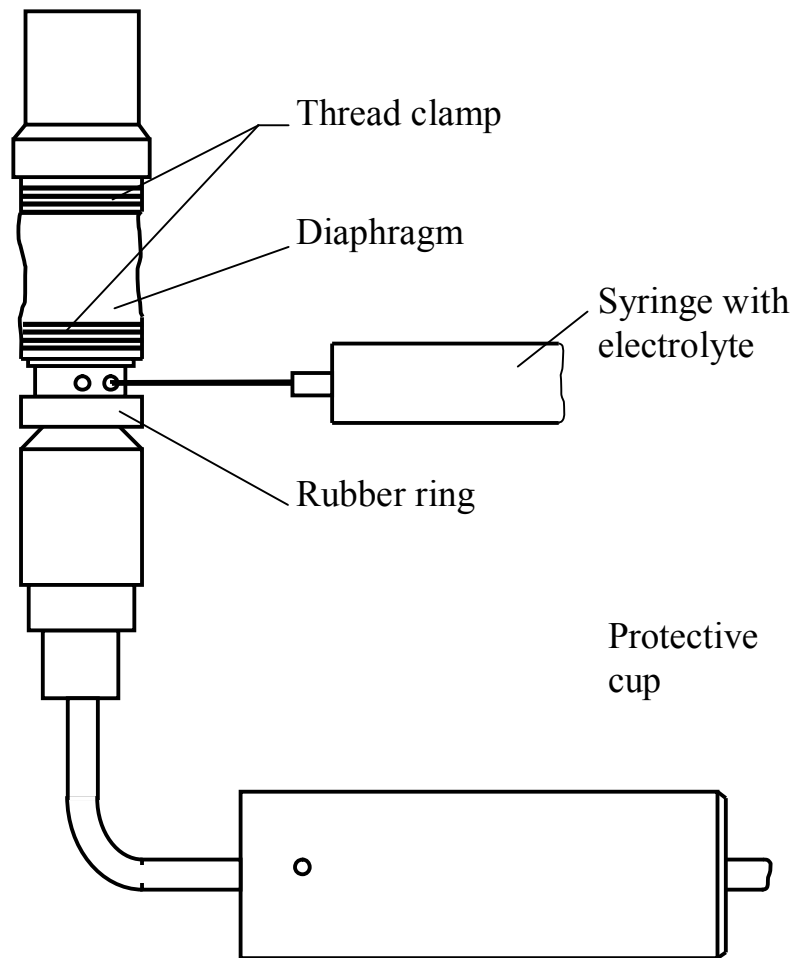 Thread clamp
Diaphragm
Syringe with
electrolyte
Rubber ring
Protective
cup